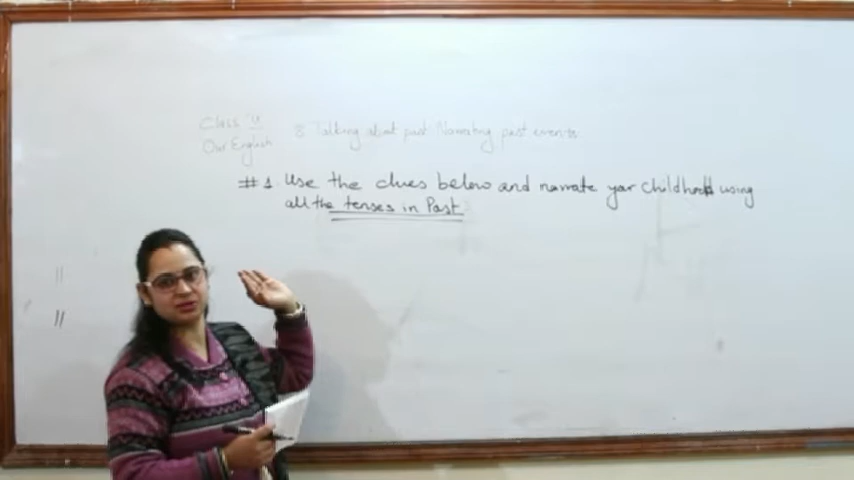 Class V
8 Talking about past Narrating past events
Our English
#1 Use the clues below and narrate your childhood using
all the tenses in Past